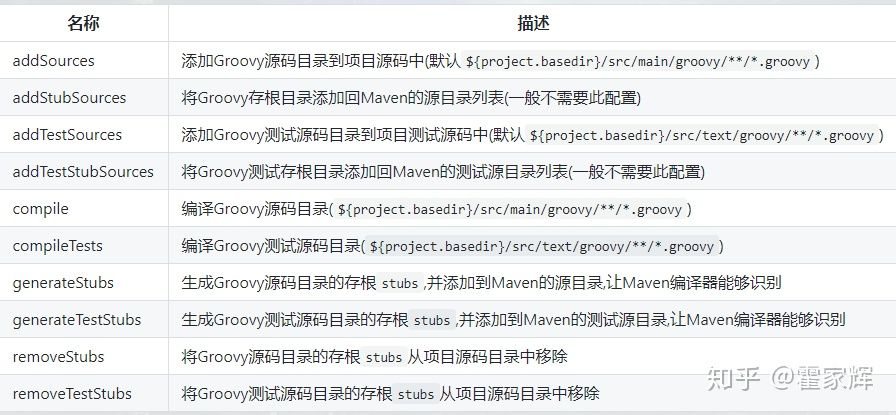 名称 描述
addSources 添加Groovy源码目录到项目源码中(默认 ${project.basedir}/src/main/groovy/**/*.groovy )
addStubSources 将Groovy存根目录添加回Maven的源目录列表(一般不需要此配置)
addTestSources 添加Groovy测试源码目录到项目测试源码中(默认 ${project.basedir}/src/text/groovy/**/*.groovy )
addTestStubSources 将Groovy测试存根目录添加回Maven的测试源目录列表(一般不需要此配置)
compile 编译Groovy源码目录( ${project.basedir}/src/main/groovy/**/*.groovy )
compileTests 编译Groovy测试源码目录( ${project.basedir}/src/text/groovy/**/*.groovy )
generateStubs 生成Groovy源码目录的存根 stubs ,并添加到Maven的源目录,让Maven编译器能够识别
generateTestStubs 生成Groovy测试源码目录的存根 stubs ,并添加到Maven的测试源目录,让Maven编译器能够识别
removeStubs 将Groovy源码目录的存根 stubs 从项目源码目录中移除
removeTestStubs 将Groovy测试源码目录的存根 stubs 从项目源码目录中移除
知乎 @霍家辉